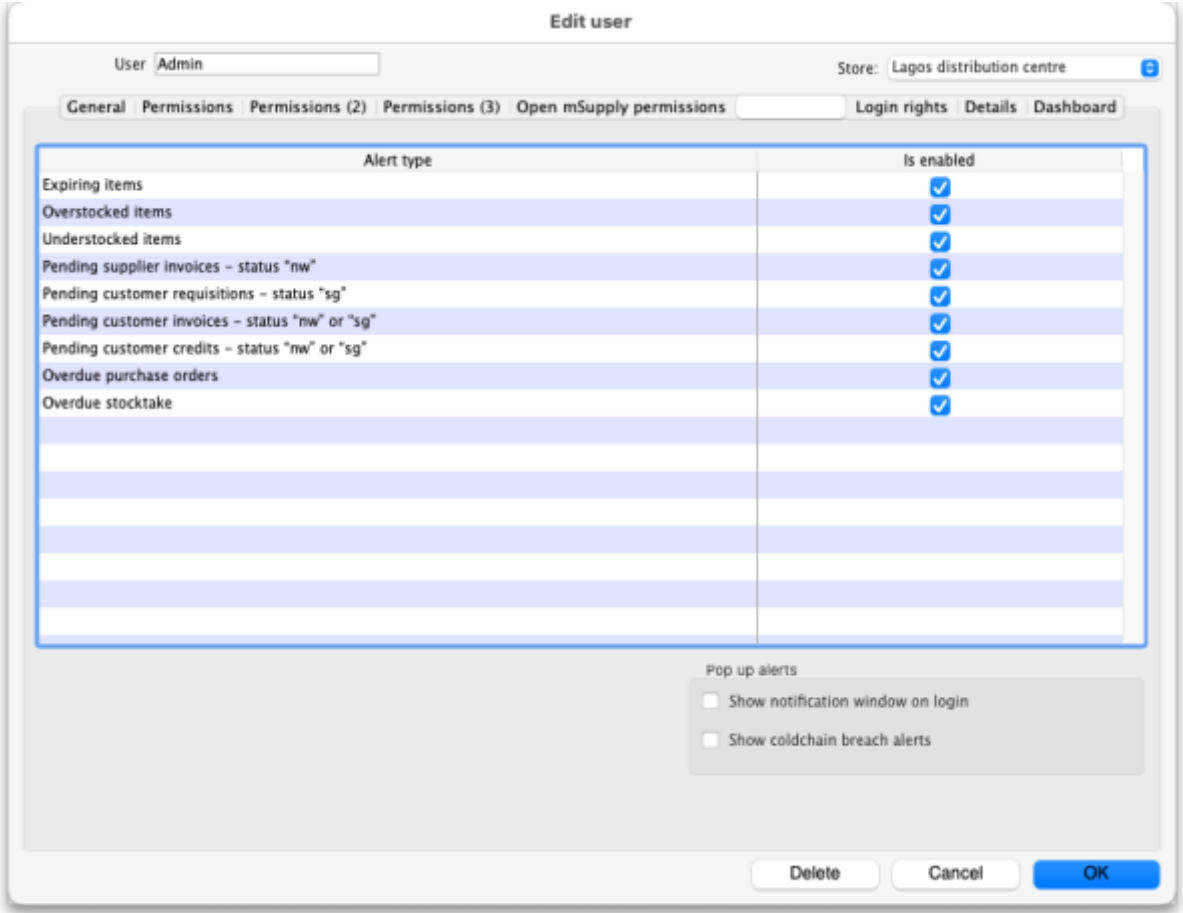 Edit user
User Admin Store: Lagos distribution centre
General Permissions Permissions (2) Permissions (3) Open mSupply permissions Login rights Details Dashboard
Alert type Is enabled
Expiring items
Overstocked items
Understocked items
Pending supplier invoices – status "nw"
Pending customer requisitions – status "sg"
Pending customer invoices – status "nw" or "sg"
Pending customer credits – status "nw" or "sg"
Overdue purchase orders
Overdue stocktake
Pop up alerts
Show notification window on login
Show coldchain breach alerts
Delete Cancel OK